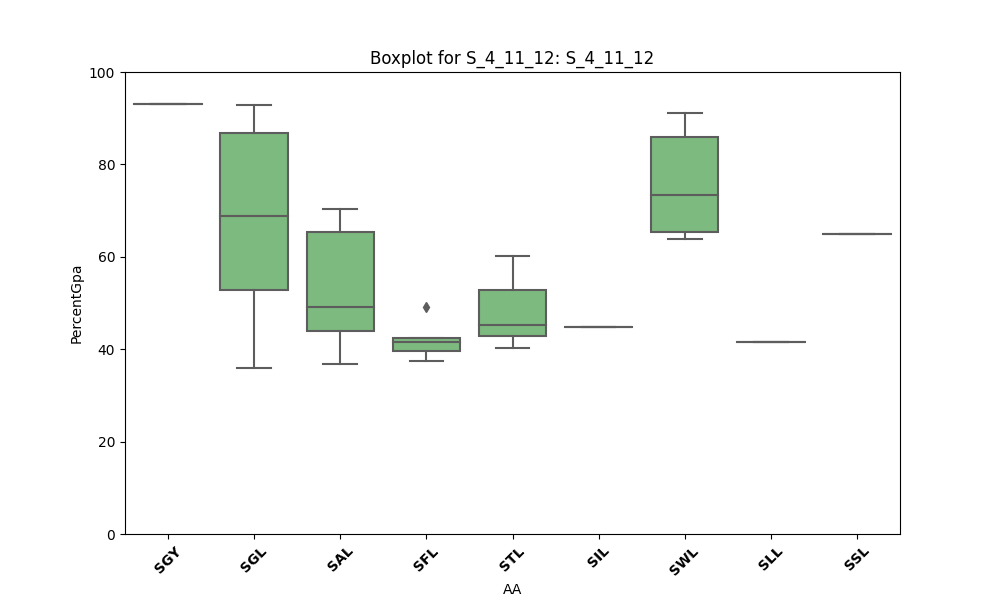 Boxplot for S_4_11_12: S_4_11_12
PercentGpa
100
80
60
40
20
0
SGY SGL SAL SFL STL SIL SWL SLL SSL
AA